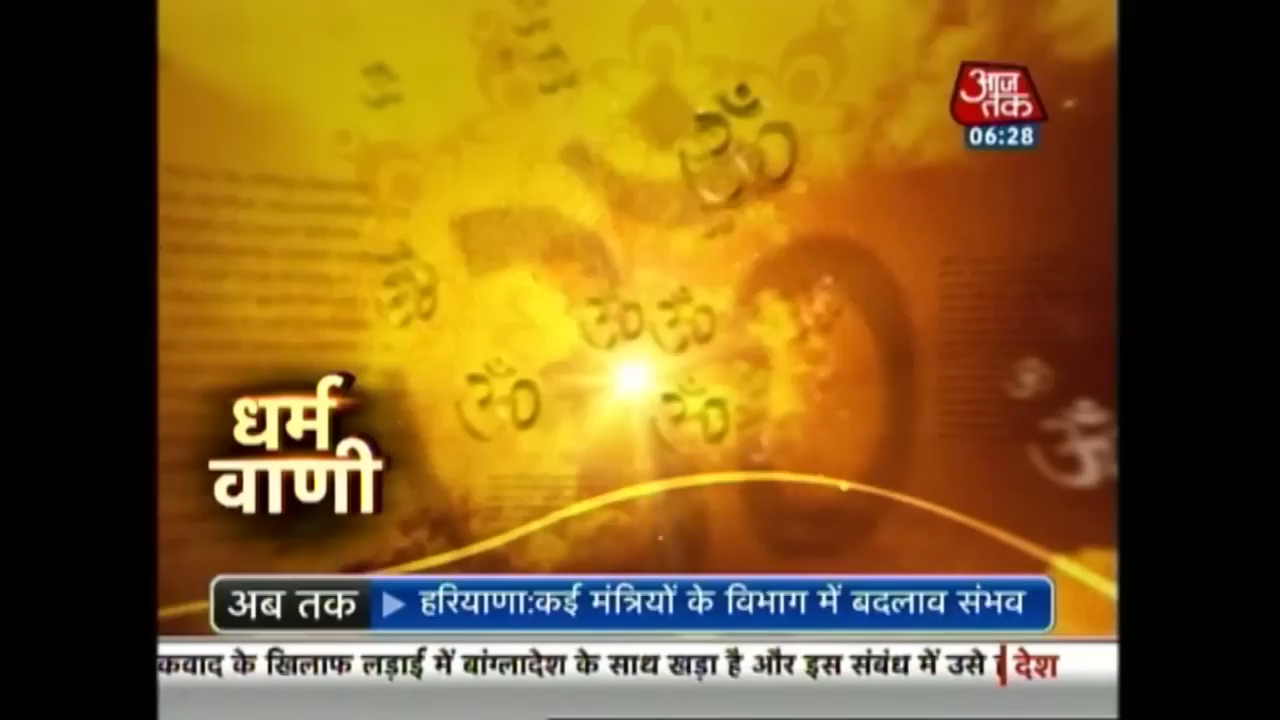 आज
तक
06:28
धर्म
वाणी
अब तक
हरियाणा:कई मंत्रियों के विभाग में बदलाव संभव
कवाद के खिलाफ लड़ाई में बांग्लादेश के साथ खड़ा है और इस संबंध में उसे
देश